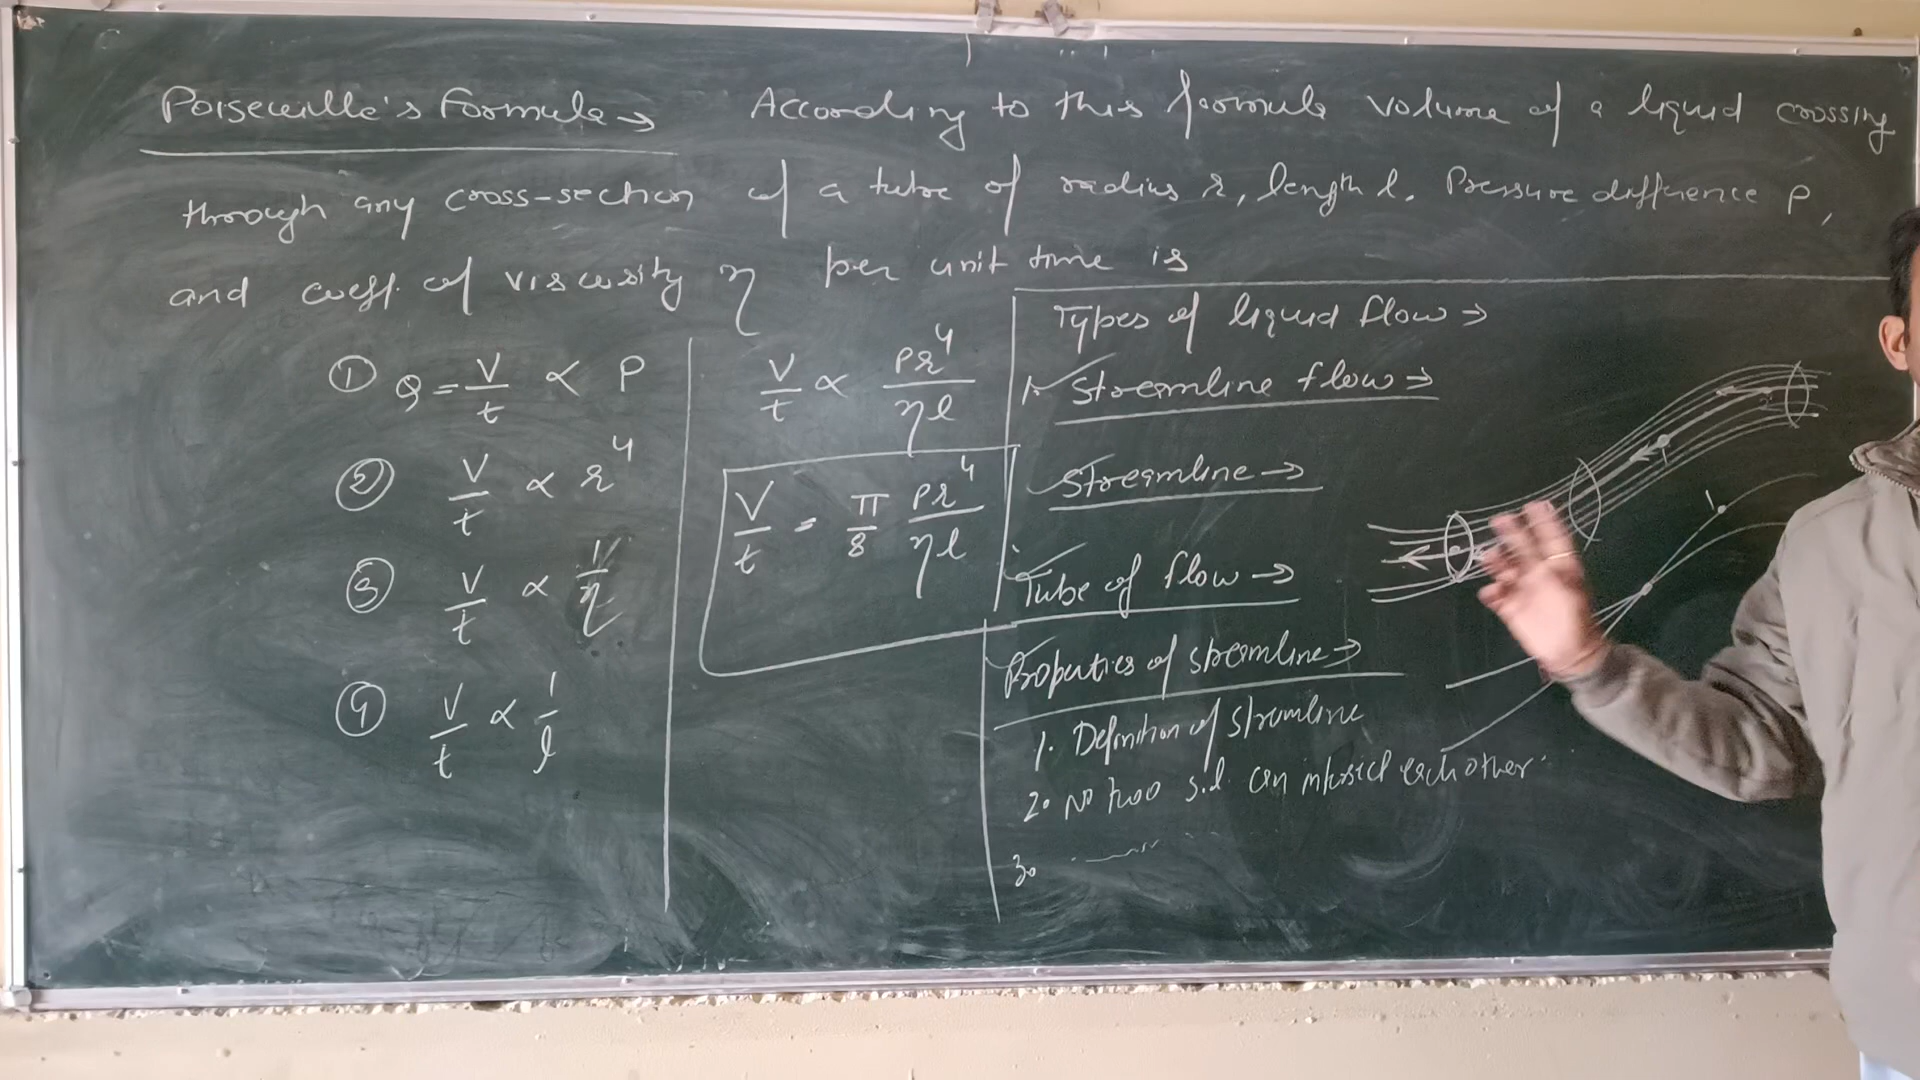 Poiseuille's Formula → According to this formula volume of a liquid crossing
through any cross-section of a tube of radius r, length l. Pressure difference P,
and coeff. of viscosity η per unit time is
① Q = V/t ∝ P
② V/t ∝ r⁴
③ V/t ∝ 1/η
④ V/t ∝ 1/l
V/t ∝ Pr⁴/ηl
V/t = π/8 Pr⁴/ηl
Types of liquid flow →
1. Streamline flow ⇒
Streamline →
Tube of flow →
Properties of streamline →
1. Definition of streamline
2. No two s.l. can intersect each other.
3.